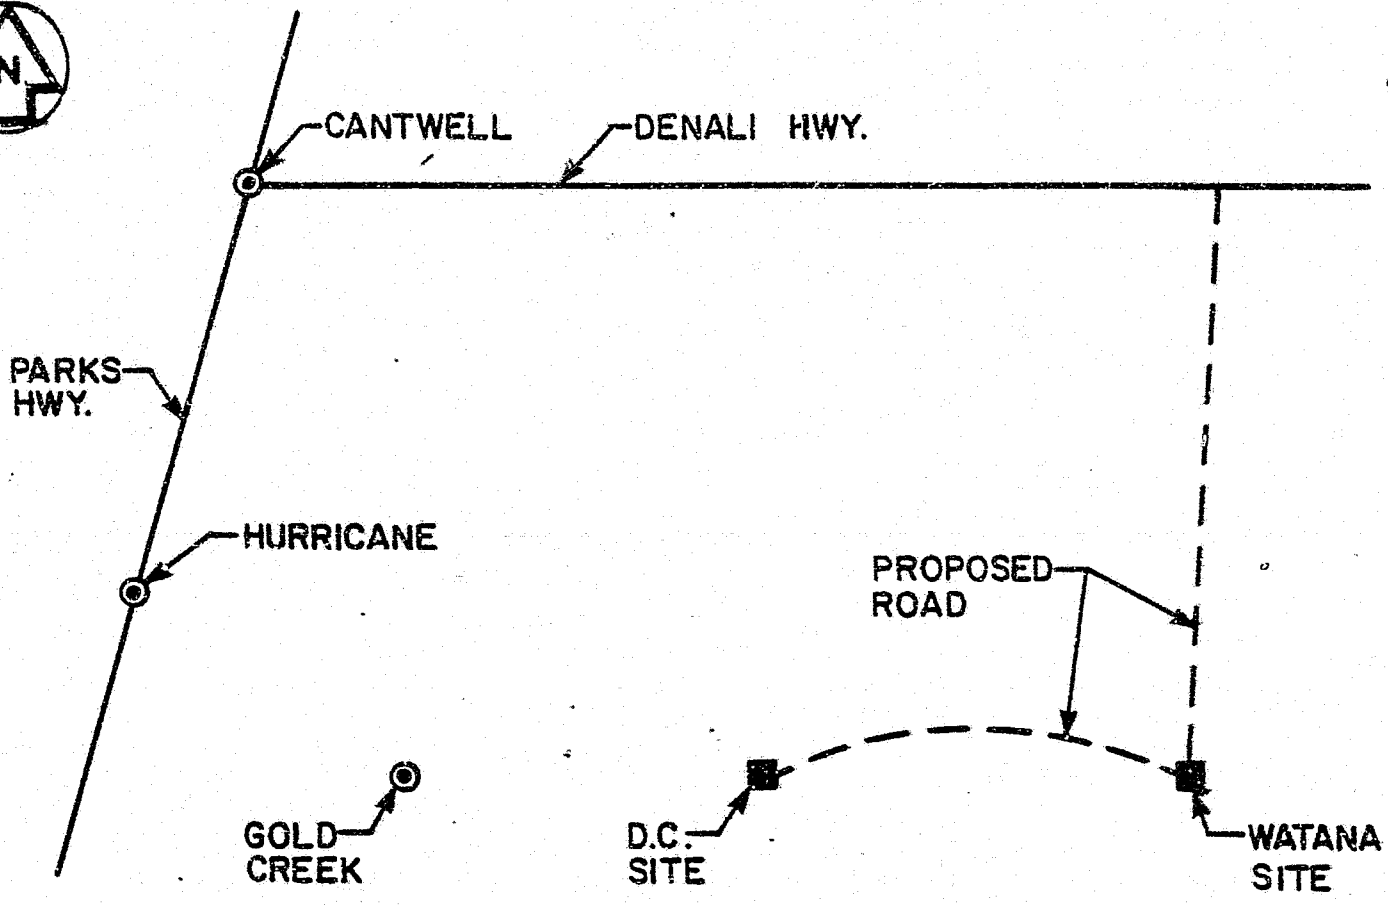 N
CANTWELL
DENALI HWY.
PARKS
HWY.
HURRICANE
PROPOSED
ROAD
GOLD
CREEK
D.C.
SITE
WATANA
SITE